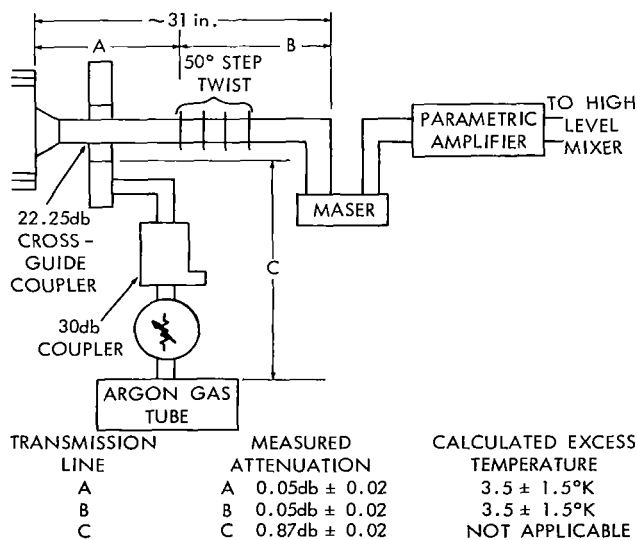 ~31 in.
A
B
50° STEP
TWIST
PARAMETRIC
AMPLIFIER
TO HIGH
LEVEL
MIXER
MASER
22.25db
CROSS-
GUIDE
COUPLER
C
30db
COUPLER
ARGON GAS
TUBE
TRANSMISSION LINE MEASURED ATTENUATION CALCULATED EXCESS TEMPERATURE
A A 0.05db ± 0.02 3.5 ± 1.5°K
B B 0.05db ± 0.02 3.5 ± 1.5°K
C C 0.87db ± 0.02 NOT APPLICABLE